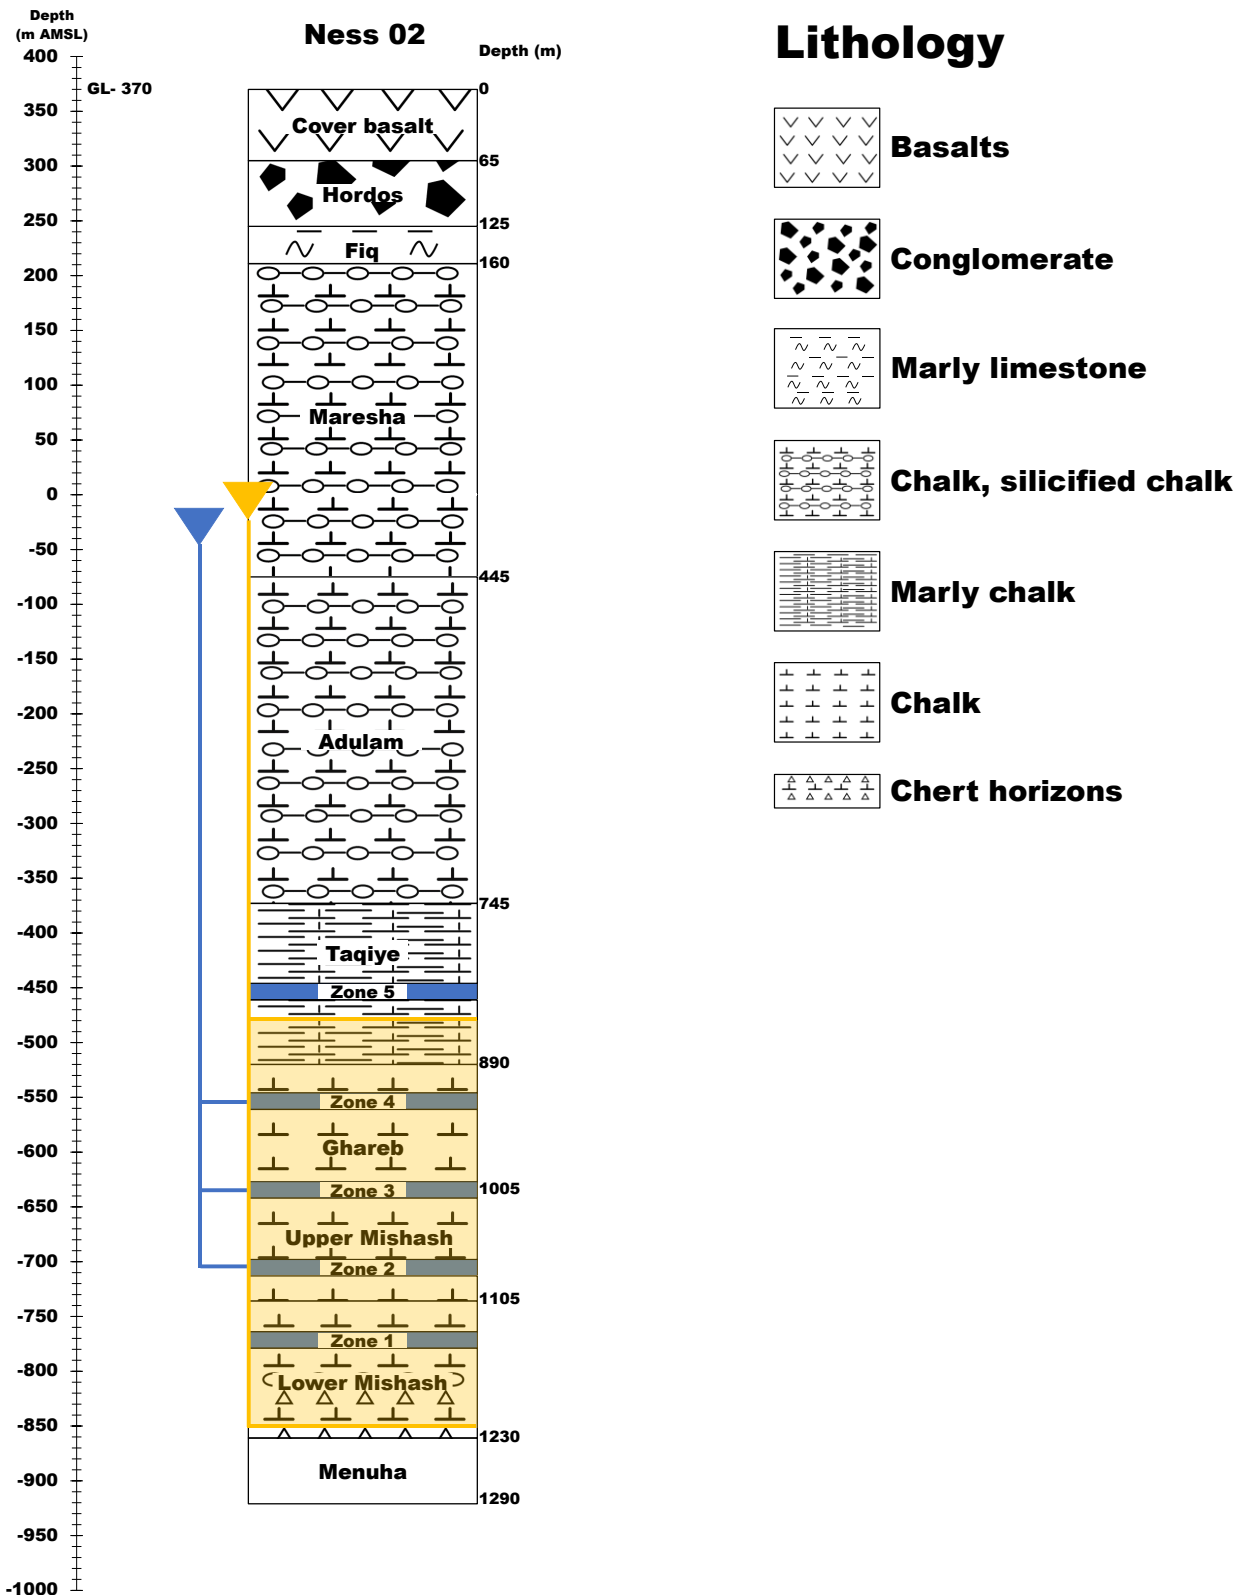 Depth
(m AMSL)
Ness 02
Depth (m)
Lithology
400
GL- 370
0
350
Cover basalt
Basalts
300
65
Hordos
250
125
Conglomerate
Fiq
160
200
150
Marly limestone
100
Maresha
50
Chalk, silicified chalk
0
-50
445
-100
Marly chalk
-150
-200
Chalk
Adulam
-250
Chert horizons
-300
-350
745
-400
Taqiye
-450
Zone 5
-500
890
-550
Zone 4
-600
Ghareb
Zone 3
1005
-650
Upper Mishash
-700
Zone 2
1105
-750
Zone 1
-800
Lower Mishash
-850
1230
Menuha
-900
1290
-950
-1000